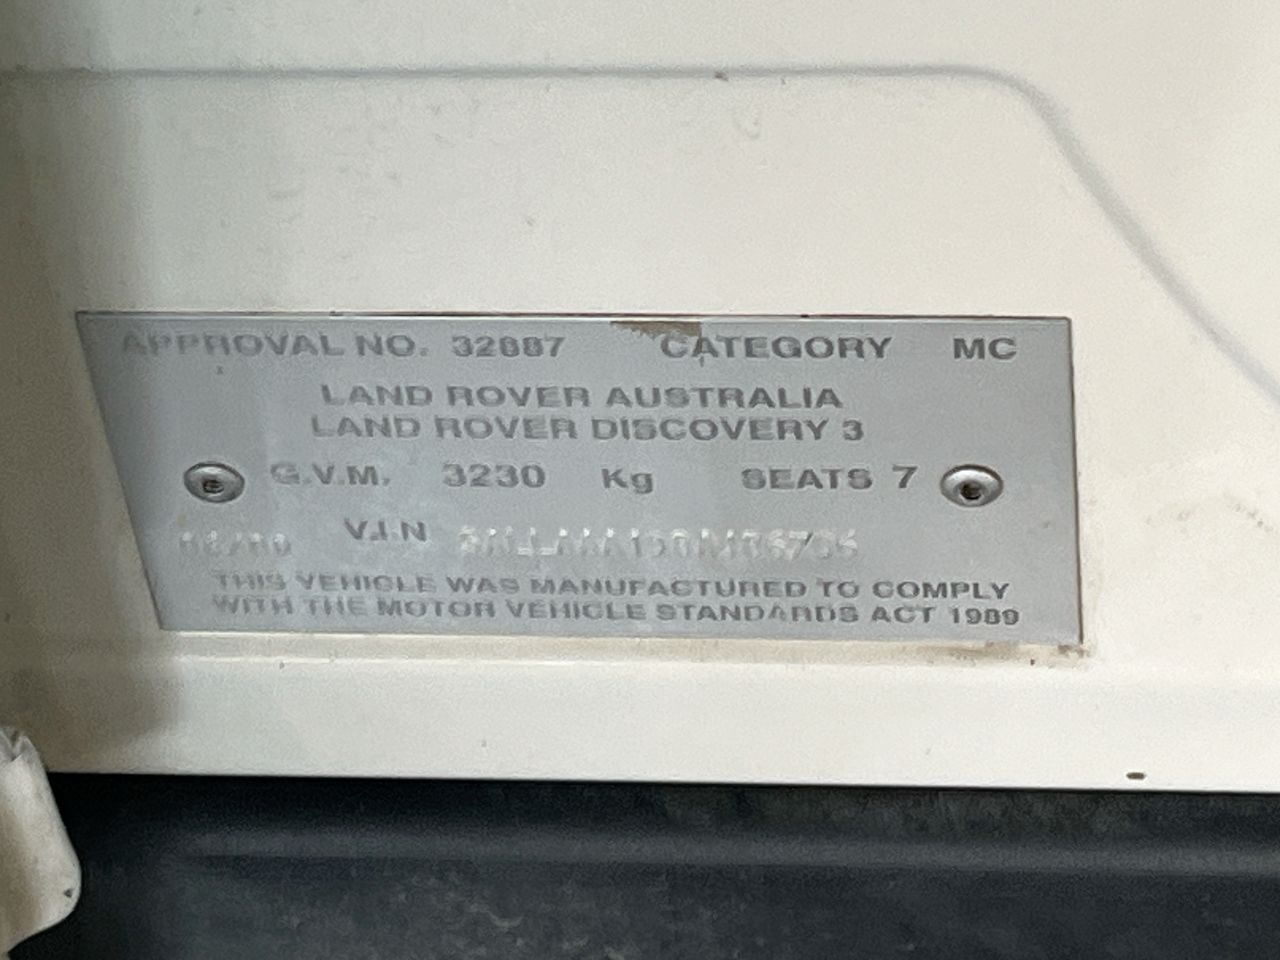 APPROVAL NO. 32887 CATEGORY MC
LAND ROVER AUSTRALIA
LAND ROVER DISCOVERY 3
G.V.M. 3230 Kg SEATS 7
V.I.N
THIS VEHICLE WAS MANUFACTURED TO COMPLY
WITH THE MOTOR VEHICLE STANDARDS ACT 1989